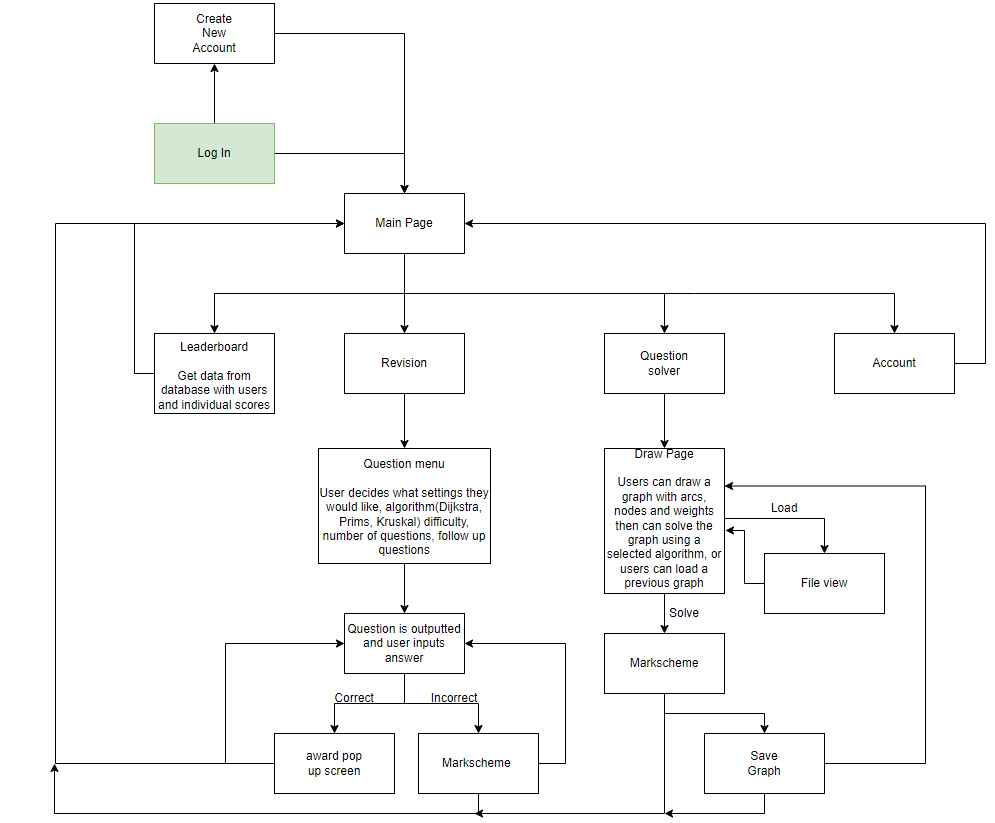 Create
New
Account
Log In
Main Page
Leaderboard
Get data from
database with users
and individual scores
Revision
Question
solver
Account
Question menu
User decides what settings they
would like, algorithm(Dijkstra,
Prims, Kruskal) difficulty,
number of questions, follow up
questions
Draw Page
Users can draw a
graph with arcs,
nodes and weights
then can solve the
graph using a
selected algorithm, or
users can load a
previous graph
Load
File view
Solve
Question is outputted
and user inputs
answer
Markscheme
Correct
Incorrect
award pop
up screen
Markscheme
Save
Graph